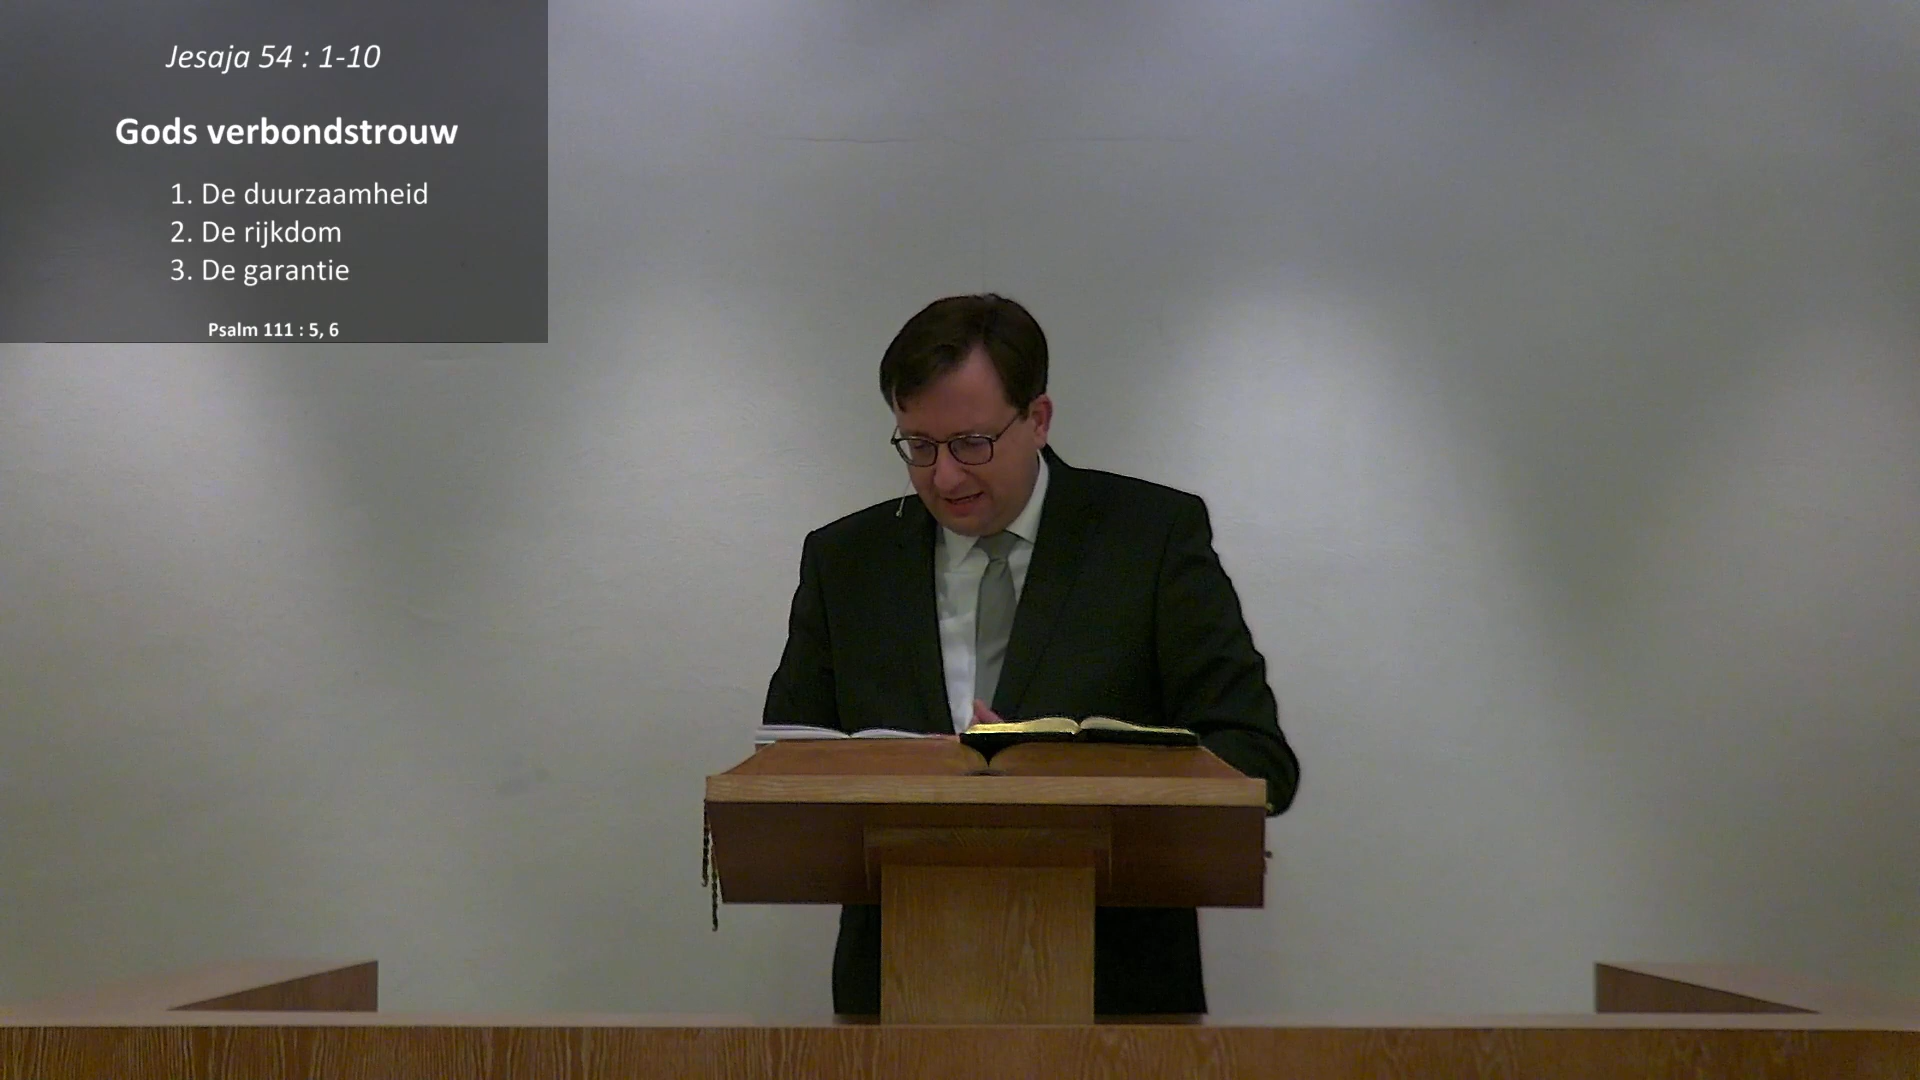 Jesaja 54 : 1-10
Gods verbondstrouw
1. De duurzaamheid
2. De rijkdom
3. De garantie
Psalm 111 : 5, 6